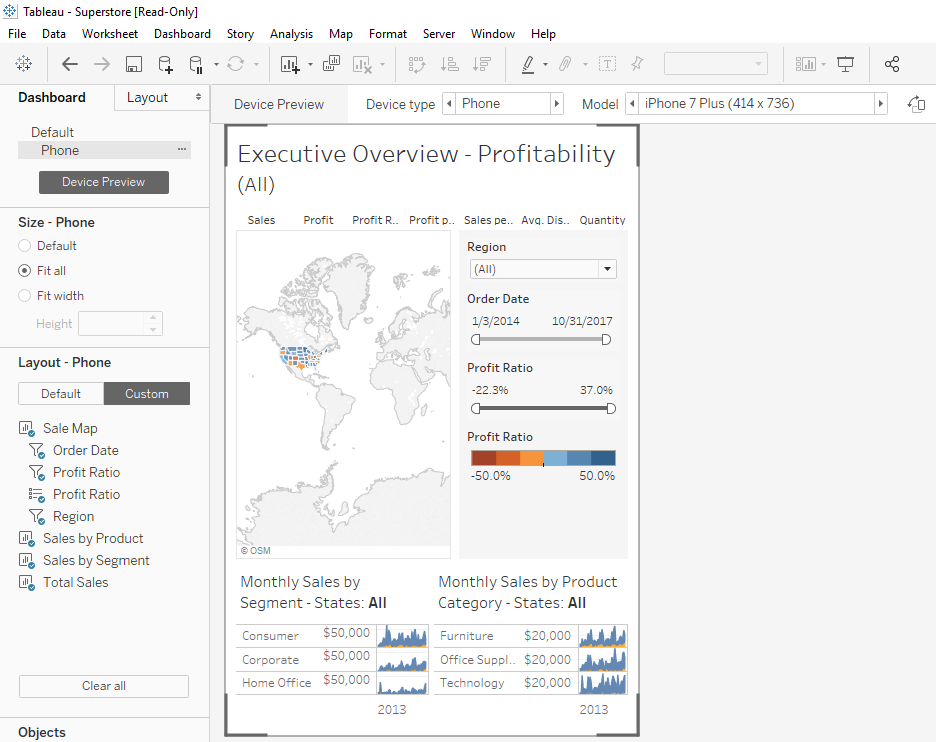 Tableau - Superstore [Read-Only]
File Data Worksheet Dashboard Story Analysis Map Format Server Window Help
Dashboard Layout
Device Preview Device type Phone Model iPhone 7 Plus (414 x 736)
Default
Phone
Device Preview
Size - Phone
Default
Fit all
Fit width
Height
Layout - Phone
Default Custom
Sale Map
Order Date
Profit Ratio
Profit Ratio
Region
Sales by Product
Sales by Segment
Total Sales
Clear all
Objects
Executive Overview - Profitability
(All)
Sales Profit Profit R.. Profit p.. Sales pe.. Avg. Dis.. Quantity
© OSM
Region
(All)
Order Date
1/3/2014 10/31/2017
Profit Ratio
-22.3% 37.0%
Profit Ratio
-50.0% 50.0%
Monthly Sales by
Segment - States: All
Consumer $50,000
Corporate $50,000
Home Office $50,000
2013
Monthly Sales by Product
Category - States: All
Furniture $20,000
Office Suppl.. $20,000
Technology $20,000
2013